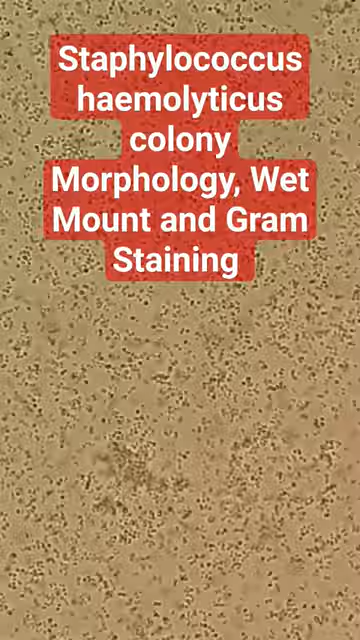 Staphylococcus
haemolyticus
colony
Morphology, Wet
Mount and Gram
Staining